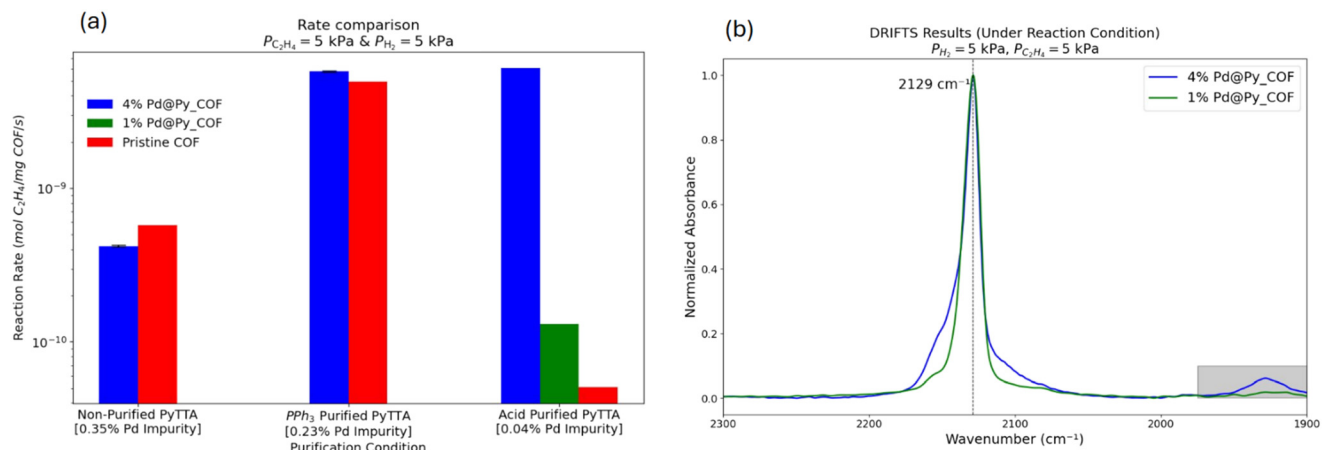 (a)
Rate comparison
P_C₂H₄ = 5 kPa & P_H₂ = 5 kPa
Reaction Rate (mol C₂H₄/mg COF/s)
10⁻⁹
10⁻¹⁰
4% Pd@Py_COF
1% Pd@Py_COF
Pristine COF
Non-Purified PyTTA
[0.35% Pd Impurity]
PPh₃ Purified PyTTA
[0.23% Pd Impurity]
Acid Purified PyTTA
[0.04% Pd Impurity]
Purification Condition
(b)
DRIFTS Results (Under Reaction Condition)
P_H₂ = 5 kPa, P_C₂H₄ = 5 kPa
Normalized Absorbance
1.0
0.8
0.6
0.4
0.2
0.0
2129 cm⁻¹
4% Pd@Py_COF
1% Pd@Py_COF
2300 2200 2100 2000 1900
Wavenumber (cm⁻¹)